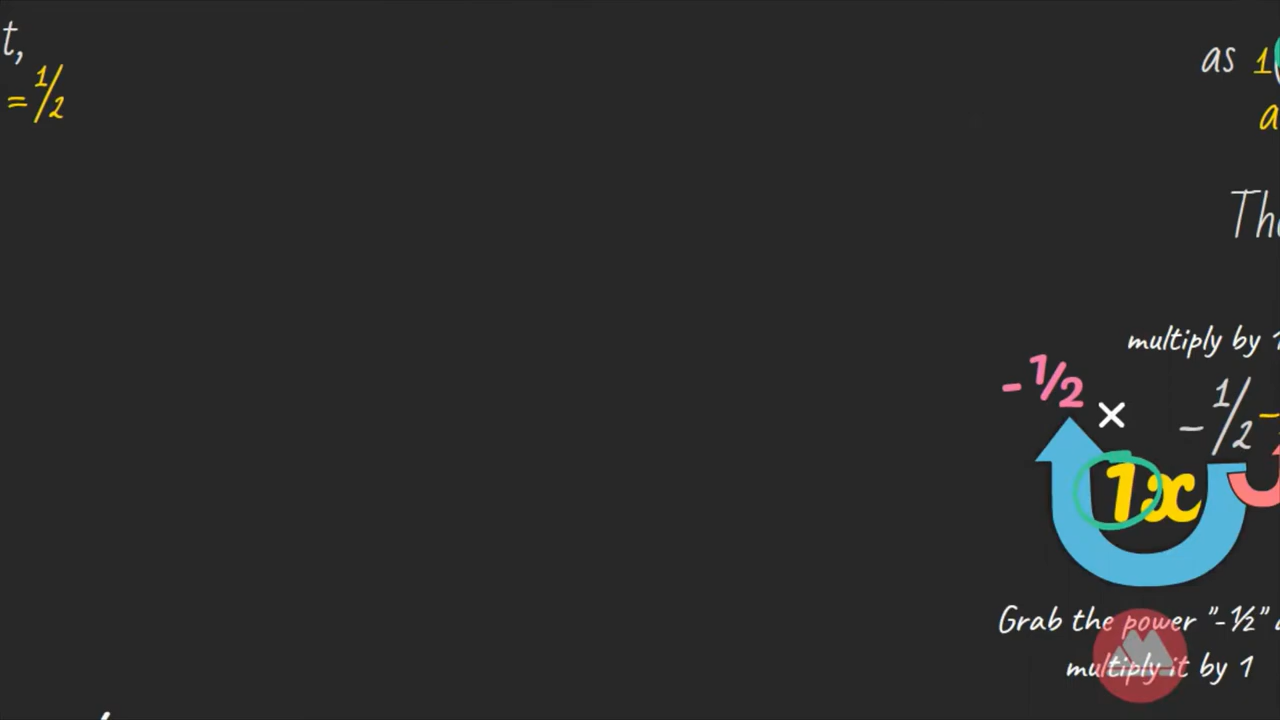 t,
= 1/2
as 1(
a
The
multiply by 1
- 1/2 × - 1/2 -
1x
Grab the power "-½" a
multiply it by 1